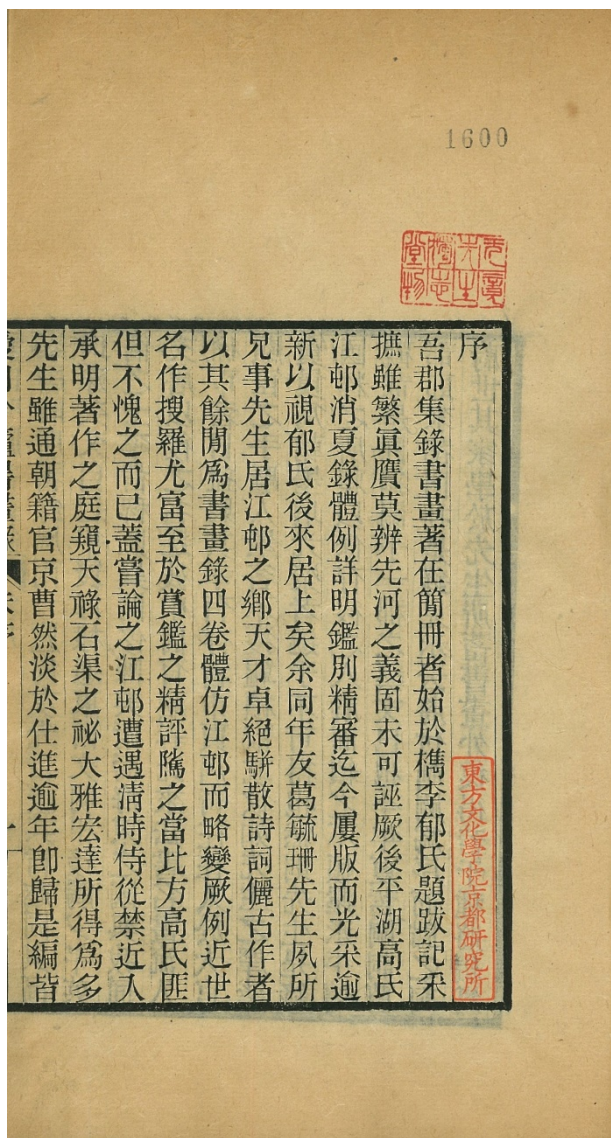 1600
无竟先生獨志堂物
序
東方文化學院京都研究所
吾郡集錄書畫著在簡冊者始於檇李郁氏題跋記采
摭雖繁眞贋莫辨先河之義固未可誣厥後平湖高氏
江邨消夏錄體例詳明鑑別精審迄今屢版而光采逾
新以視郁氏後來居上矣余同年友葛毓珊先生夙所
兄事先生居江邨之鄉天才卓絕駢散詩詞儷古作者
以其餘閒爲書畫錄四卷體仿江邨而略變厥例近世
名作搜羅尤富至於賞鑑之精評隲之當比方高氏匪
但不愧之而已蓋嘗論之江邨遭遇淸時侍從禁近入
承明著作之庭窺天祿石渠之祕大雅宏達所得爲多
先生雖通朝籍官京曹然淡於仕進逾年卽歸是編皆